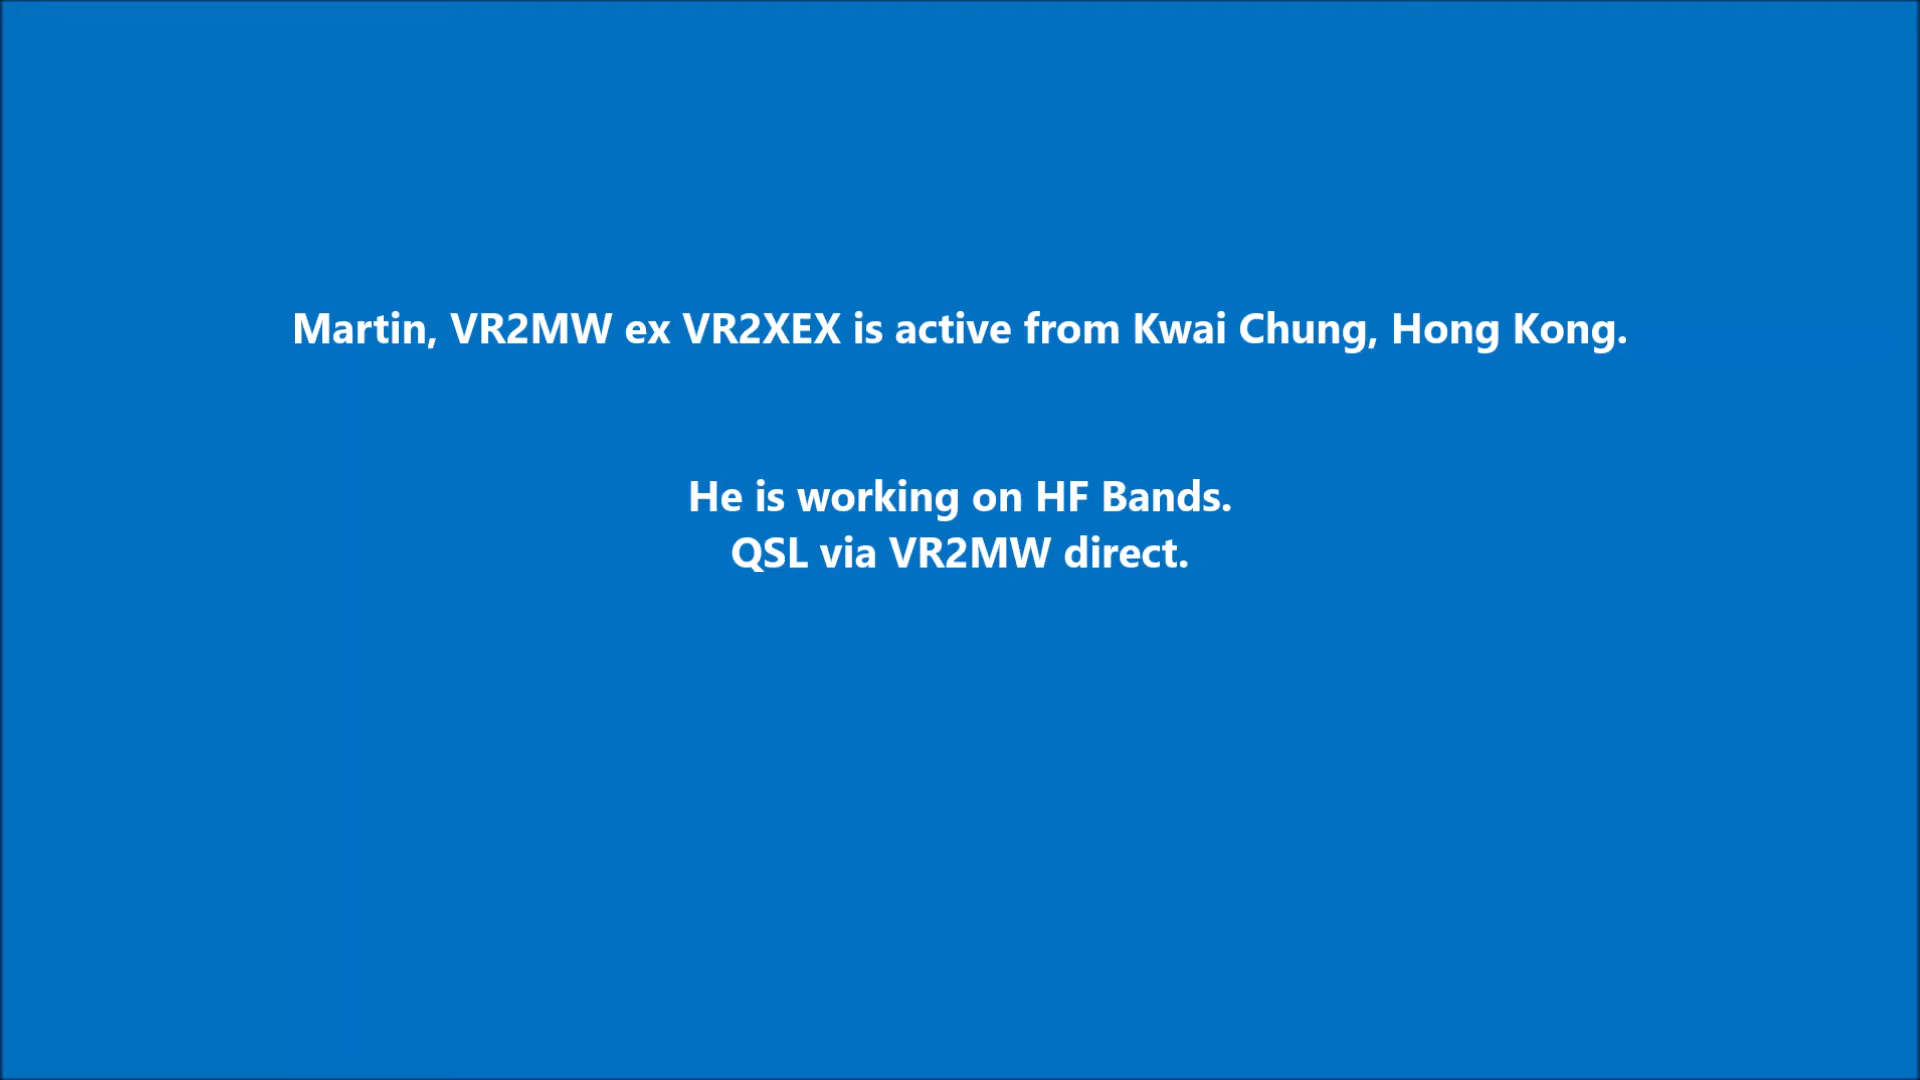 Martin, VR2MW ex VR2XEX is active from Kwai Chung, Hong Kong.
He is working on HF Bands.
QSL via VR2MW direct.